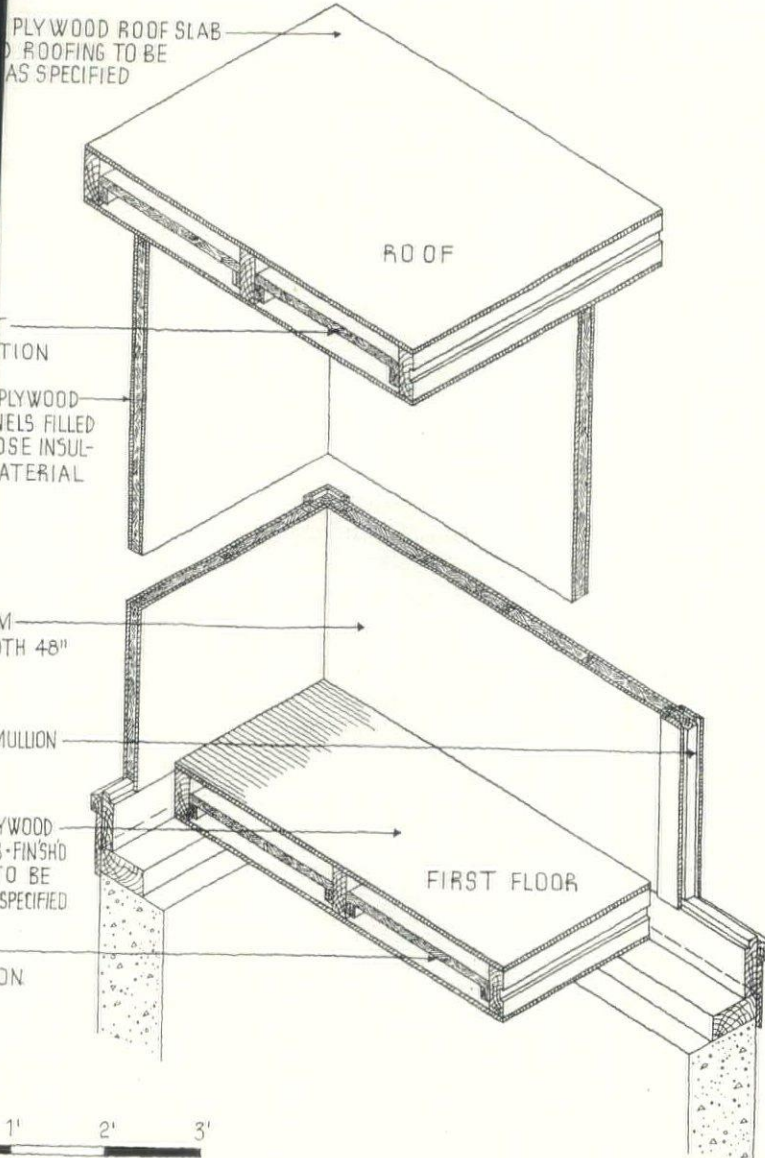 PLYWOOD ROOF SLAB
ROOFING TO BE
AS SPECIFIED
ROOF
TION
PLYWOOD
NELS FILLED
OSE INSUL-
ATERIAL
M
OTH 48"
MULLION
YWOOD
B-FIN'SH'D
TO BE
SPECIFIED
FIRST FLOOR
ON
1' 2' 3'